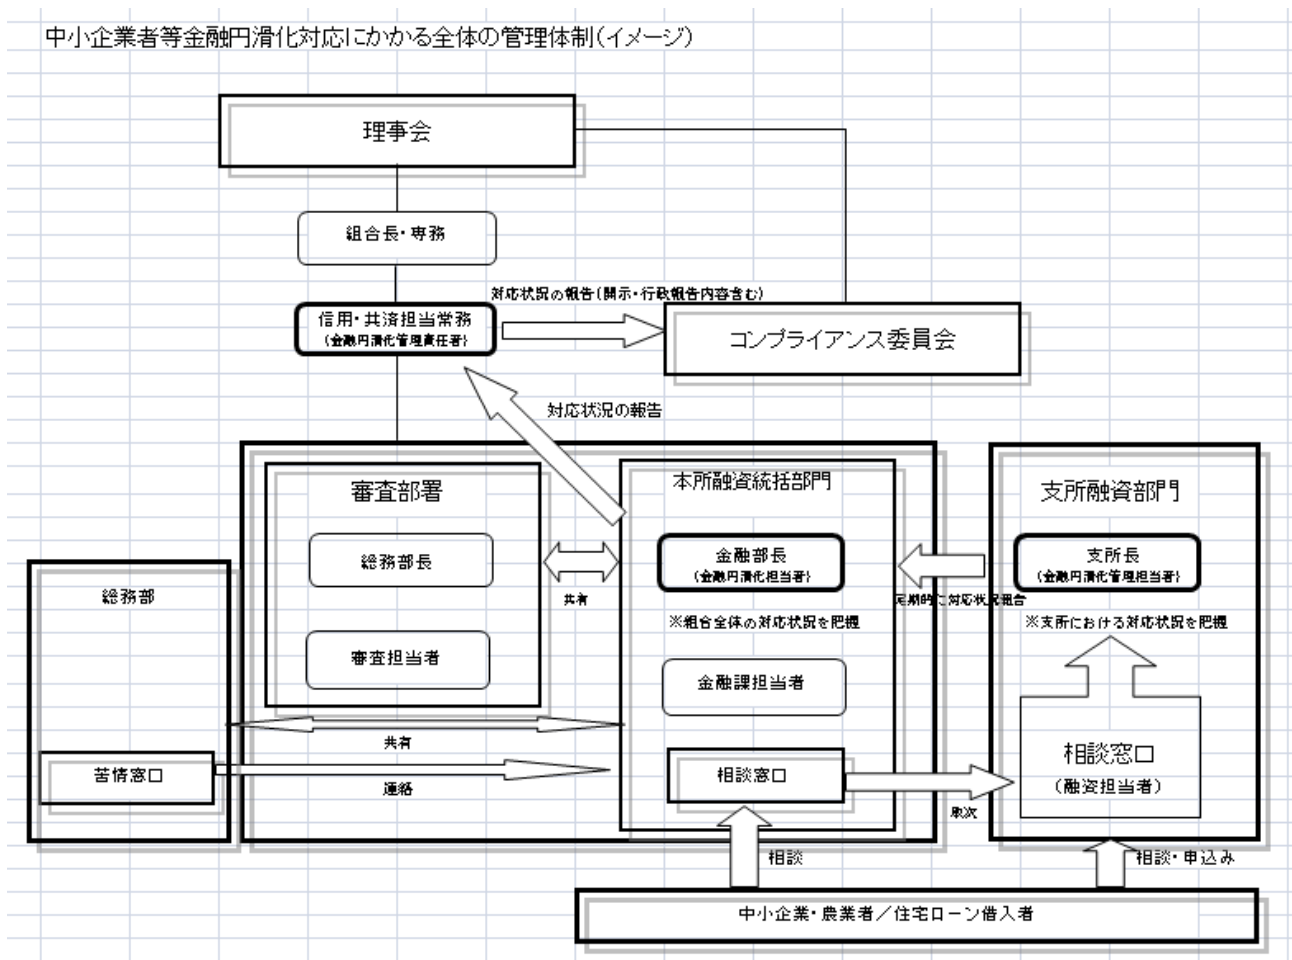 中小企業者等金融円滑化対応にかかる全体の管理体制(イメージ)
理事会
組合長・専務
対応状況の報告(開示・行政報告内容含む)
信用・共済担当常務
(金融円滑化管理責任者)
コンプライアンス委員会
対応状況の報告
審査部署
本所融資統括部門
支所融資部門
総務部長
共有
金融部長
(金融円滑化担当者)
支所長
(金融円滑化管理担当者)
定期的に対応状況報告
総務部
※組合全体の対応状況を把握
※支所における対応状況を把握
審査担当者
金融課担当者
共有
苦情窓口
連絡
相談窓口
取次
相談窓口
(融資担当者)
相談
相談・申込み
中小企業・農業者/住宅ローン借入者